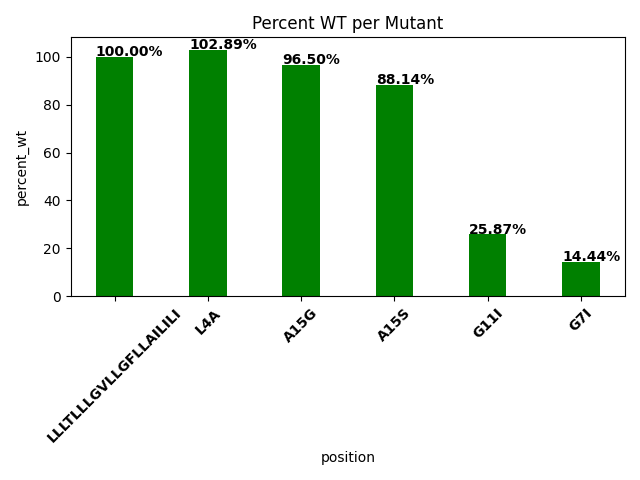 Percent WT per Mutant
percent_wt
100
80
60
40
20
0
100.00%
102.89%
96.50%
88.14%
25.87%
14.44%
LLLTLLLGVLLGFLLAILILI
L4A
A15G
A15S
G11I
G7I
position